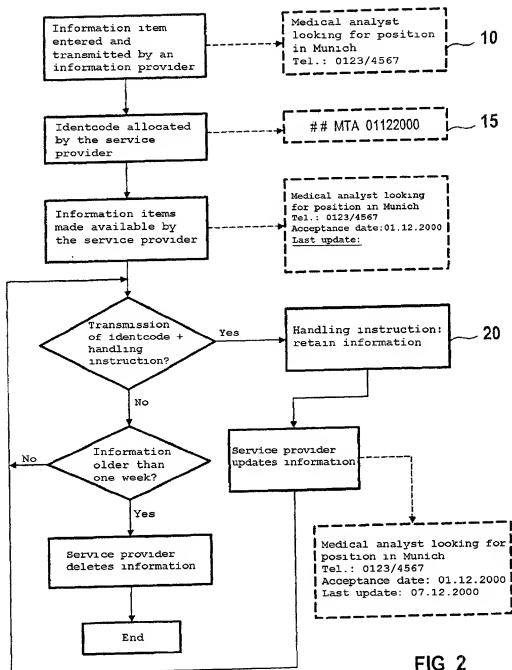 Information item
entered and
transmitted by an
information provider
Medical analyst
looking for position
in Munich
Tel.: 0123/4567
10
Identcode allocated
by the service
provider
## MTA 01122000
15
Information items
made available by
the service provider
Medical analyst looking
for position in Munich
Tel.: 0123/4567
Acceptance date:01.12.2000
Last update:
Transmission
of identcode +
handling
instruction?
Yes
Handling instruction:
retain information
20
No
Information
older than
one week?
No
Service provider
updates information
Yes
Service provider
deletes information
Medical analyst looking for
position in Munich
Tel.: 0123/4567
Acceptance date: 01.12.2000
Last update: 07.12.2000
End
FIG 2